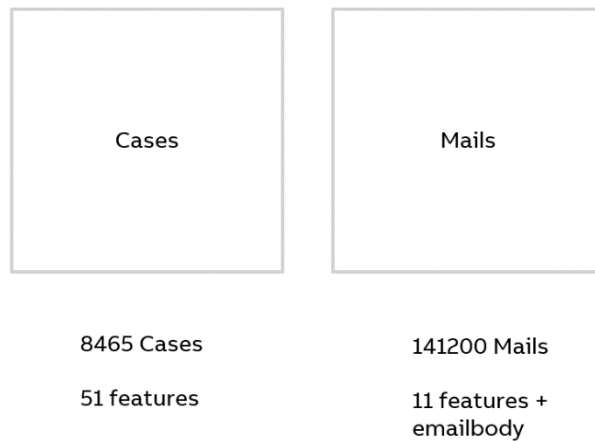 Cases
Mails
8465 Cases
51 features
141200 Mails
11 features +
emailbody